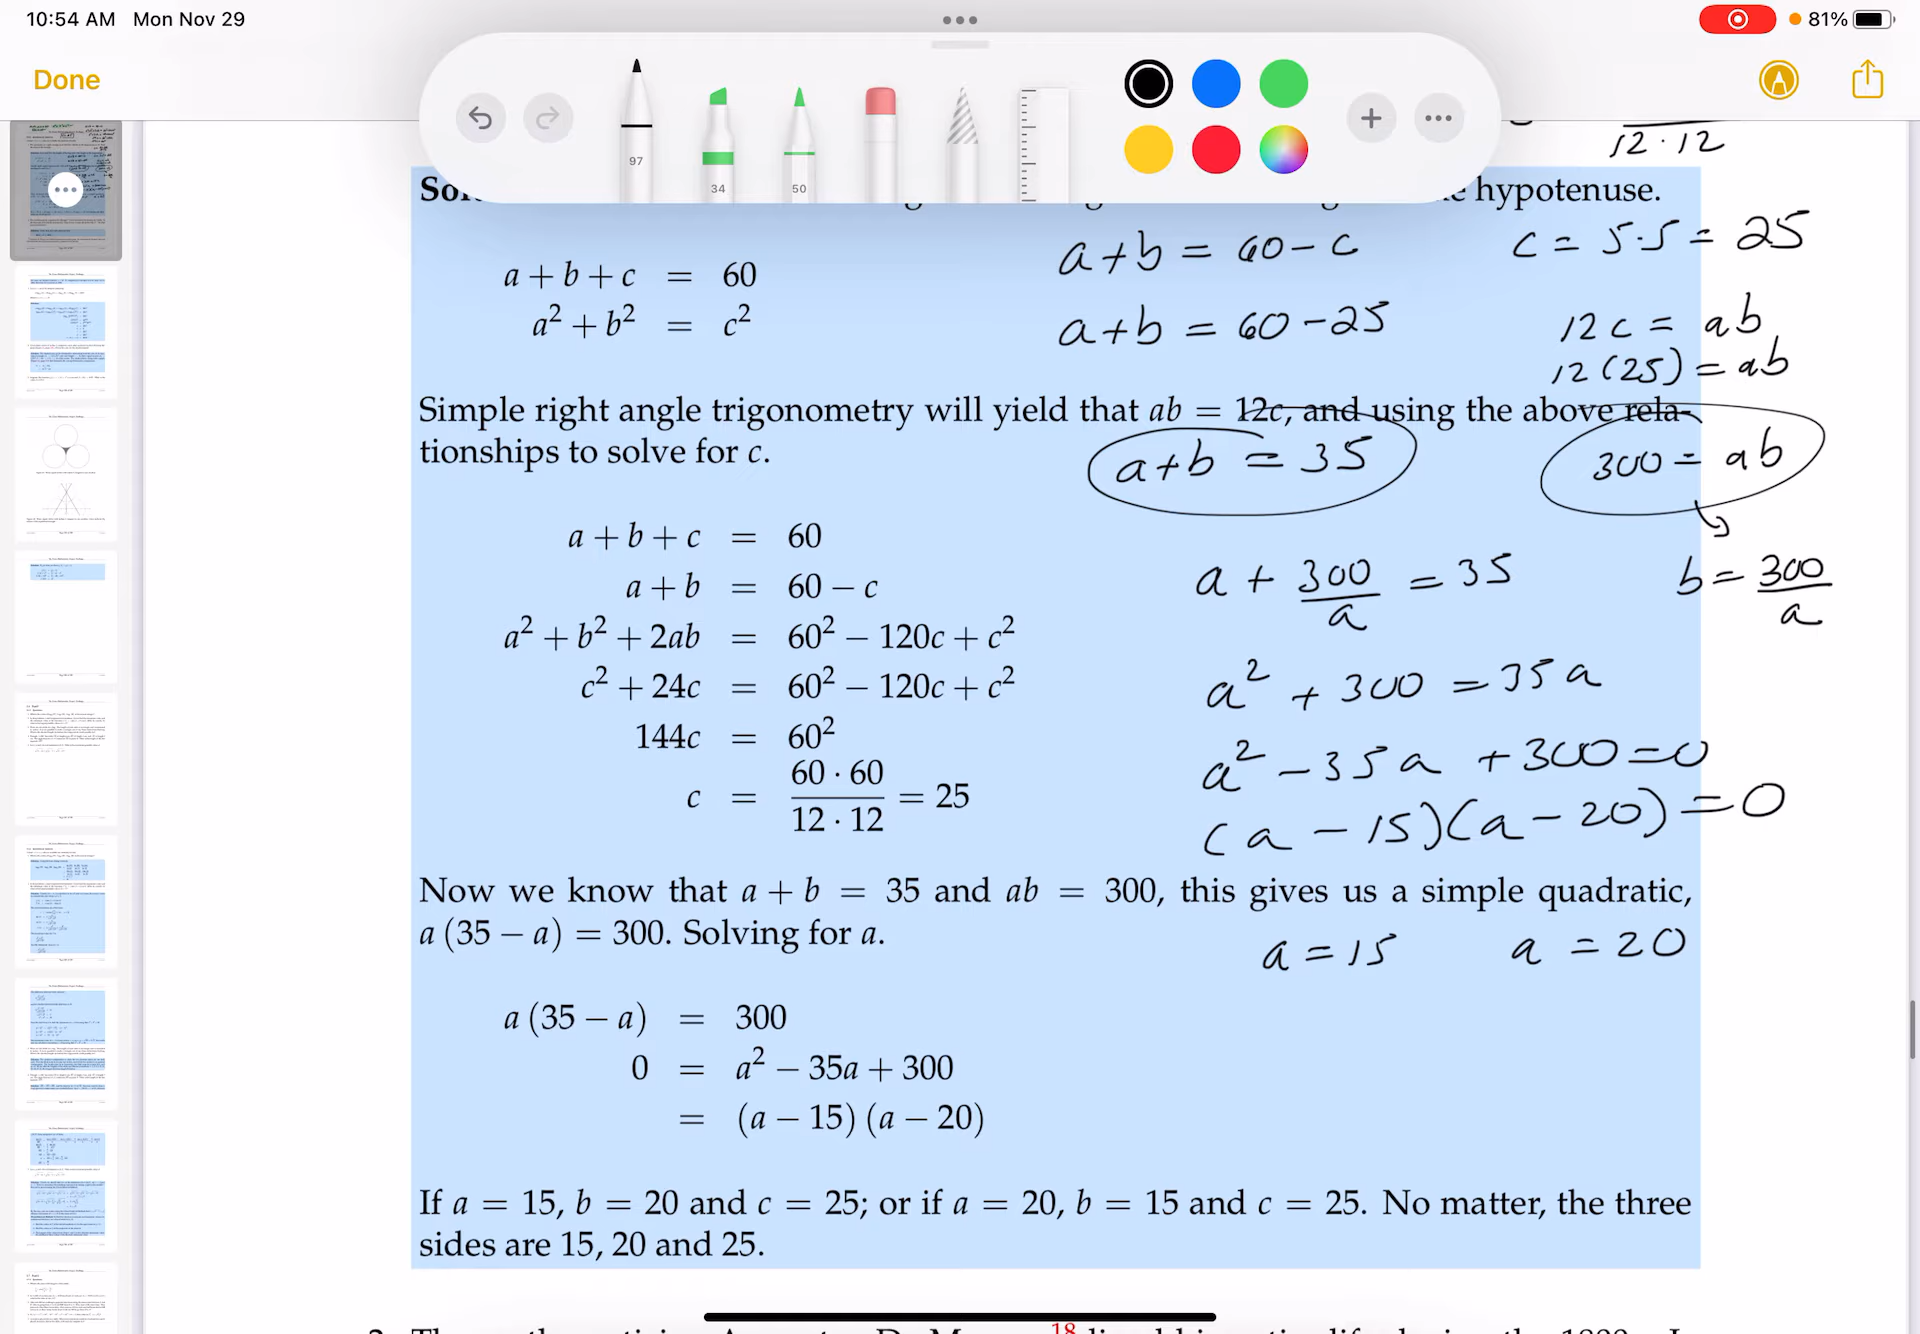 10:54 AM Mon Nov 29
81%
Done
97
34
50
12 · 12
hypotenuse.
a + b = 60 - c
c = 5·5 = 25
a + b + c = 60
a² + b² = c²
a + b = 60 - 25
12c = ab
12(25) = ab
Simple right angle trigonometry will yield that ab = 12c, and using the above rela-
tionships to solve for c.
a + b = 35
300 = ab
a + b + c = 60
a + b = 60 − c
a² + b² + 2ab = 60² − 120c + c²
c² + 24c = 60² − 120c + c²
144c = 60²
c = 60 · 60 / 12 · 12 = 25
a + 300/a = 35
b = 300/a
a² + 300 = 35a
a² - 35a + 300 = 0
(a - 15)(a - 20) = 0
Now we know that a + b = 35 and ab = 300, this gives us a simple quadratic,
a (35 − a) = 300. Solving for a.
a = 15 a = 20
a (35 − a) = 300
0 = a² − 35a + 300
= (a − 15) (a − 20)
If a = 15, b = 20 and c = 25; or if a = 20, b = 15 and c = 25. No matter, the three
sides are 15, 20 and 25.